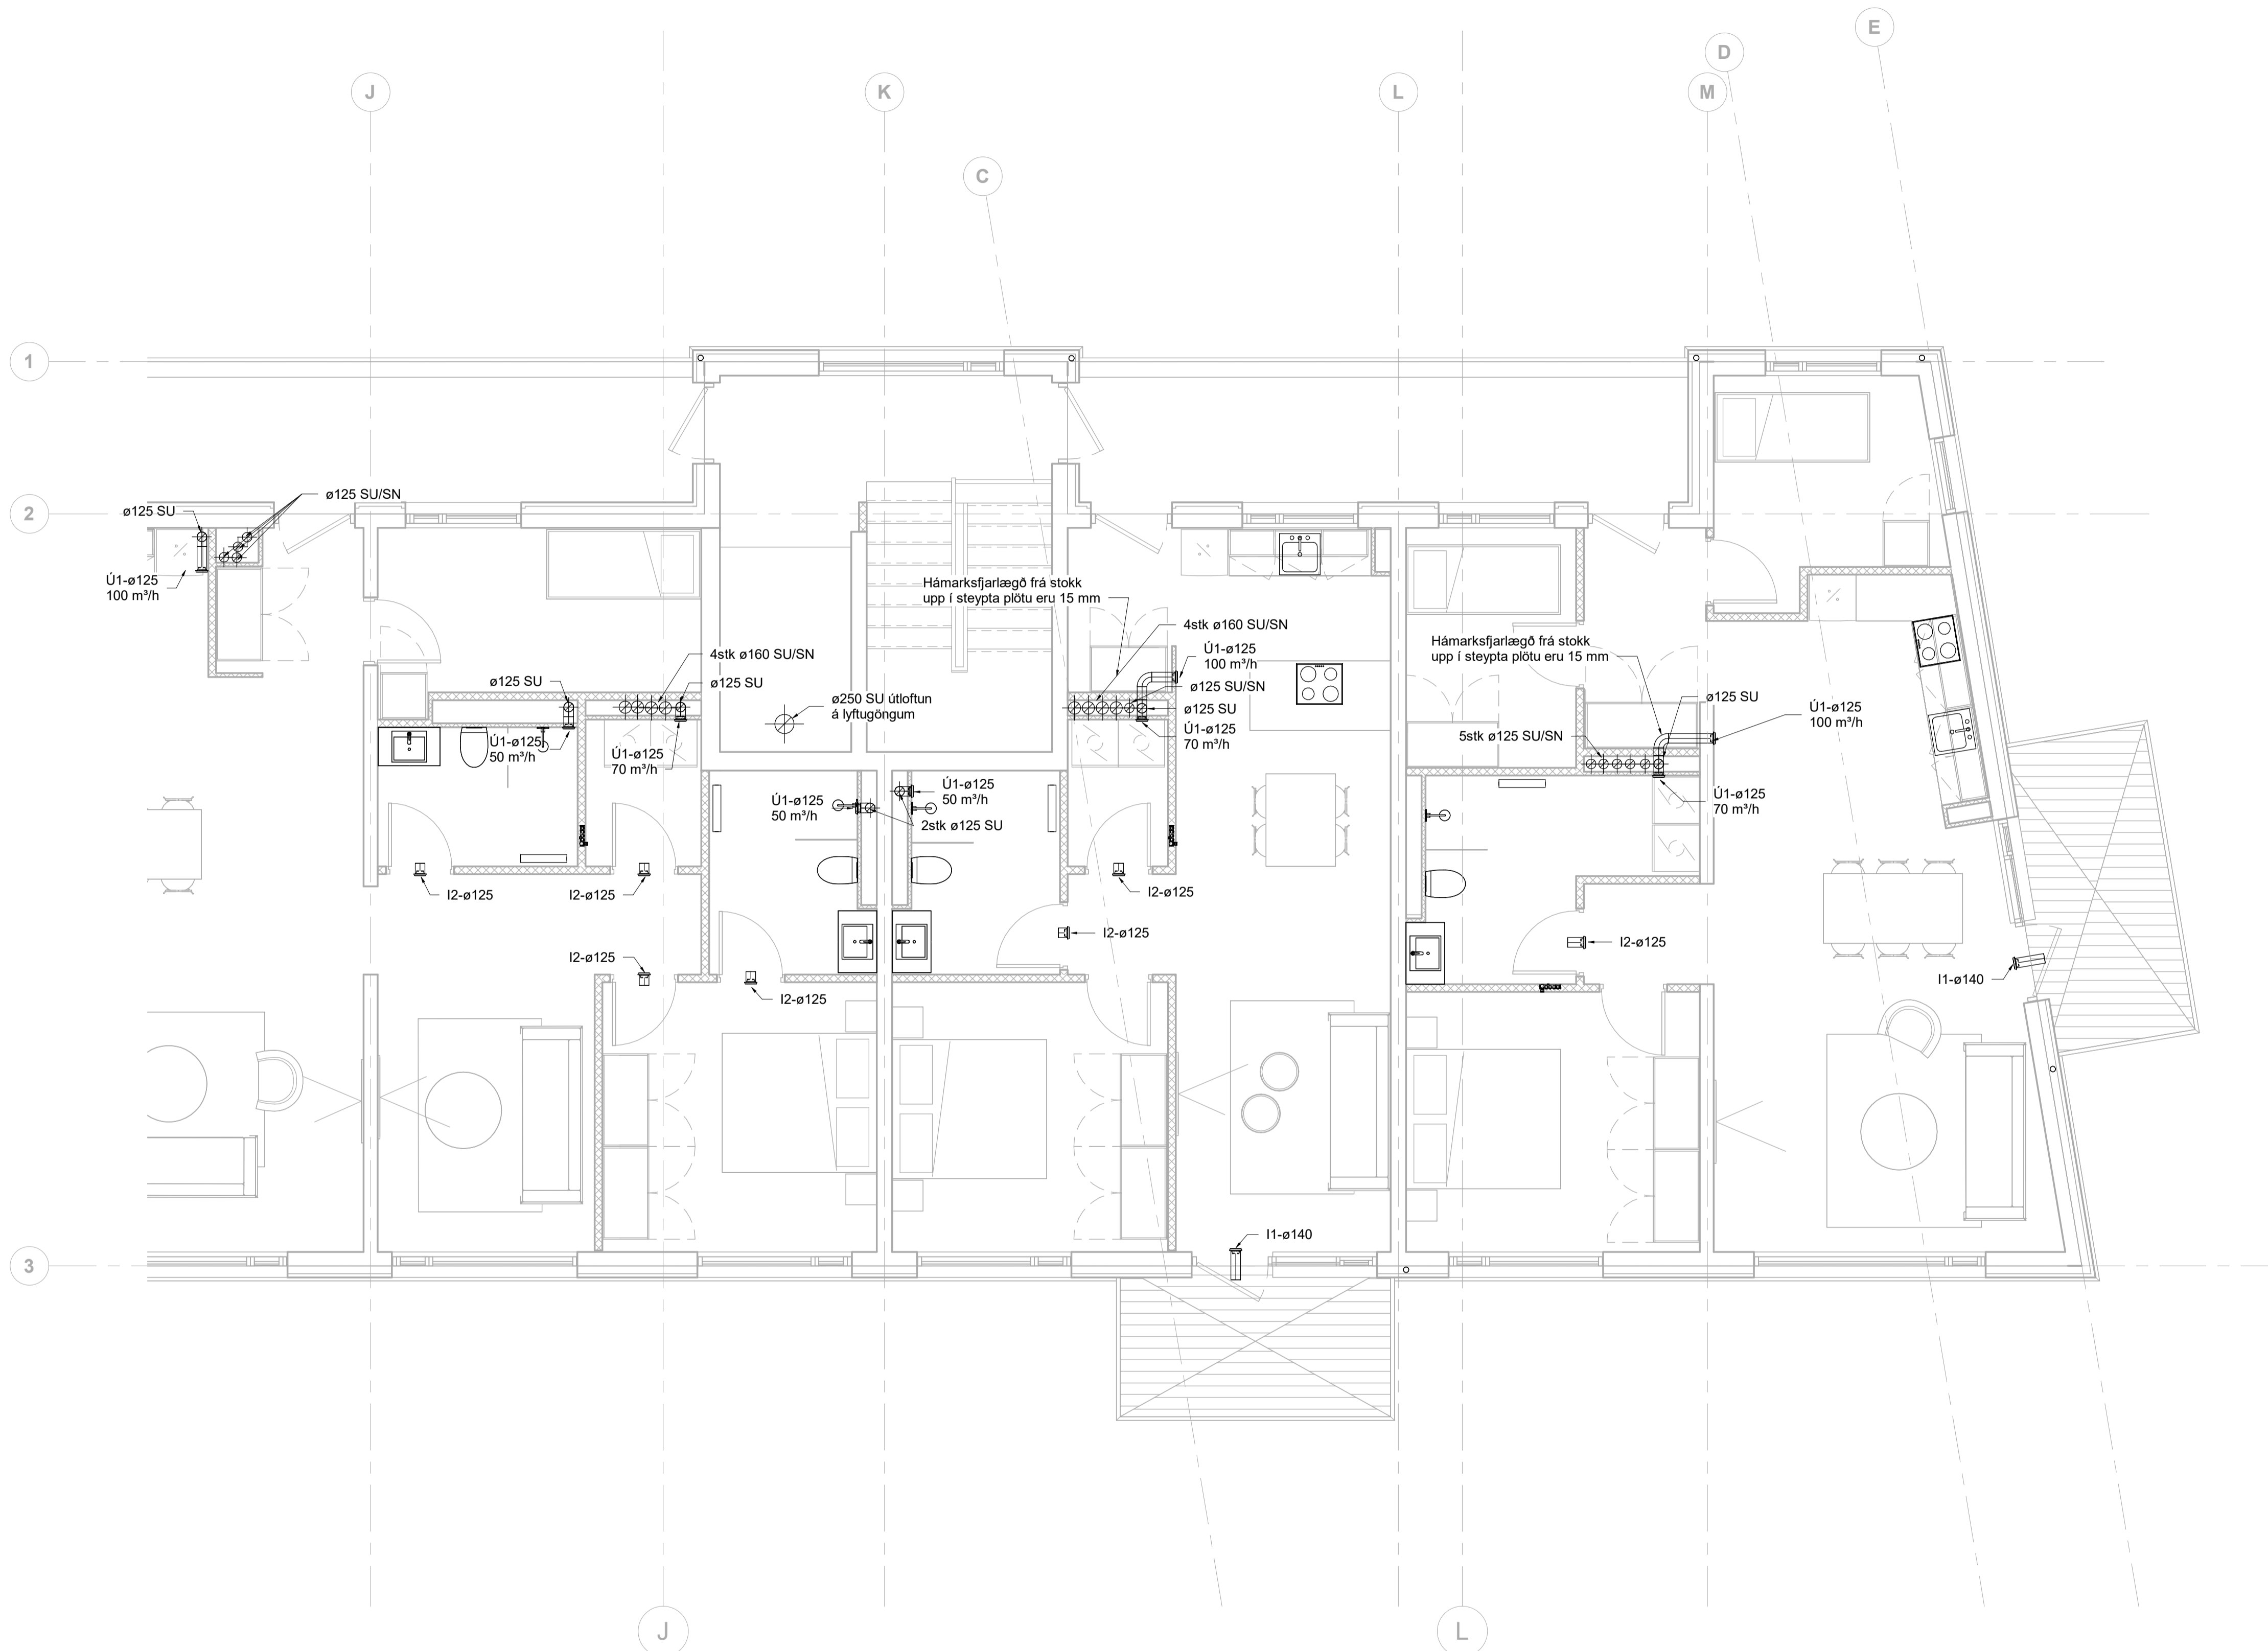 E
D
J
K
L
M
C
1
2
ø125 SU/SN
ø125 SU
Ú1-ø125
100 m³/h
Hámarksfjarlægð frá stokk
upp í steypta plötu eru 15 mm
4stk ø160 SU/SN
Ú1-ø125
100 m³/h
ø125 SU/SN
ø125 SU
Ú1-ø125
70 m³/h
Hámarksfjarlægð frá stokk
upp í steypta plötu eru 15 mm
4stk ø160 SU/SN
ø125 SU
ø125 SU
ø250 SU útloftun
á lyftugöngum
ø125 SU
Ú1-ø125
100 m³/h
5stk ø125 SU/SN
Ú1-ø125
50 m³/h
Ú1-ø125
70 m³/h
Ú1-ø125
50 m³/h
Ú1-ø125
50 m³/h
2stk ø125 SU
Ú1-ø125
70 m³/h
I2-ø125
I2-ø125
I2-ø125
I2-ø125
I2-ø125
I2-ø125
I2-ø125
I1-ø140
I1-ø140
3
J
L